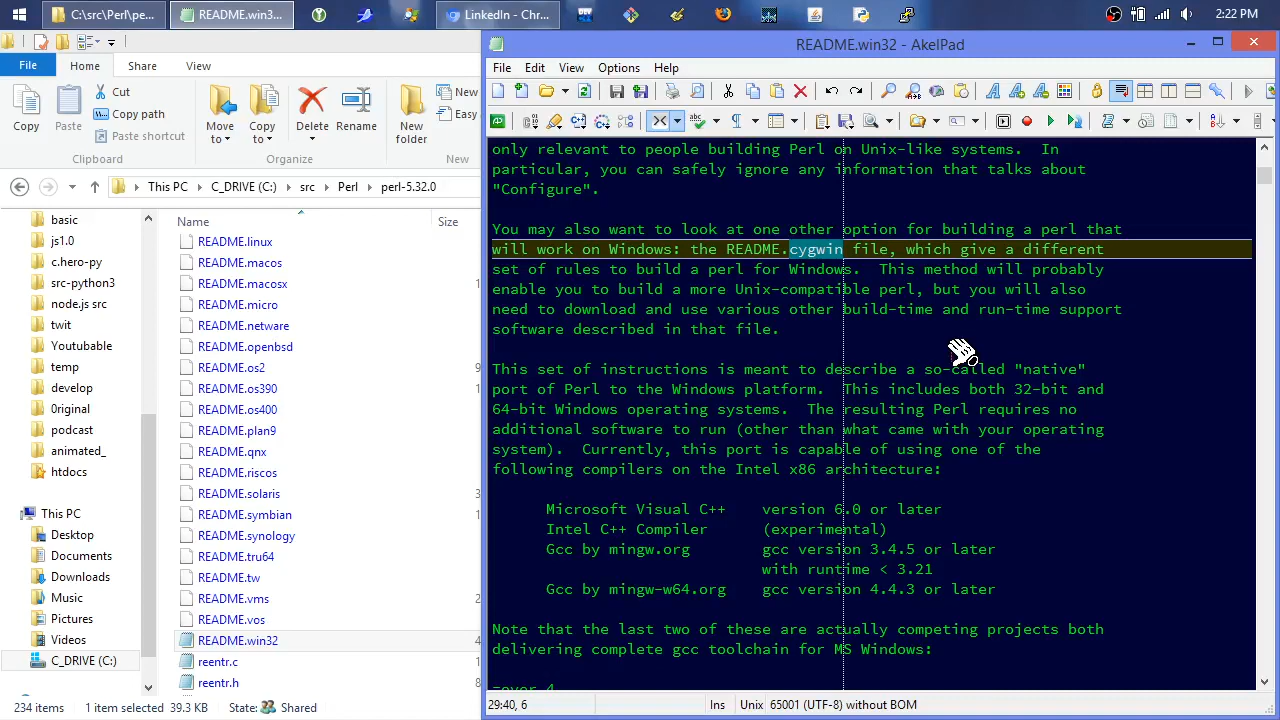 C:\src\Perl\pe...
README.win3...
LinkedIn - Chr...
DEV
2:22 PM
README.win32 - AkelPad
File
Home
Share
View
Copy
Paste
Cut
Copy path
Paste shortcut
Clipboard
Move to
Copy to
Delete
Rename
Organize
New folder
New
Easy
New
This PC
C_DRIVE (C:)
src
Perl
perl-5.32.0
basic
js1.0
c.hero-py
src-python3
node.js src
twit
Youtubable
temp
develop
0riginal
podcast
animated_
htdocs
This PC
Desktop
Documents
Downloads
Music
Pictures
Videos
C_DRIVE (C:)
Name
Size
README.linux
README.macos
README.macosx
README.micro
README.netware
README.openbsd
README.os2
9
README.os390
1
README.os400
README.plan9
README.qnx
README.riscos
README.solaris
3
README.symbian
README.synology
README.tru64
README.tw
README.vms
2
README.vos
README.win32
4
reentr.c
reentr.h
234 items
1 item selected
39.3 KB
State:
Shared
File
Edit
View
Options
Help
only relevant to people building Perl on Unix-like systems.  In
particular, you can safely ignore any information that talks about
"Configure".
You may also want to look at one other option for building a perl that
will work on Windows: the README.cygwin file, which give a different
set of rules to build a perl for Windows.  This method will probably
enable you to build a more Unix-compatible perl, but you will also
need to download and use various other build-time and run-time support
software described in that file.
This set of instructions is meant to describe a so-called "native"
port of Perl to the Windows platform.  This includes both 32-bit and
64-bit Windows operating systems.  The resulting Perl requires no
additional software to run (other than what came with your operating
system).  Currently, this port is capable of using one of the
following compilers on the Intel x86 architecture:
Microsoft Visual C++    version 6.0 or later
Intel C++ Compiler      (experimental)
Gcc by mingw.org        gcc version 3.4.5 or later
with runtime < 3.21
Gcc by mingw-w64.org    gcc version 4.4.3 or later
Note that the last two of these are actually competing projects both
delivering complete gcc toolchain for MS Windows:
=over 4
29:40, 6
Ins
Unix
65001 (UTF-8) without BOM